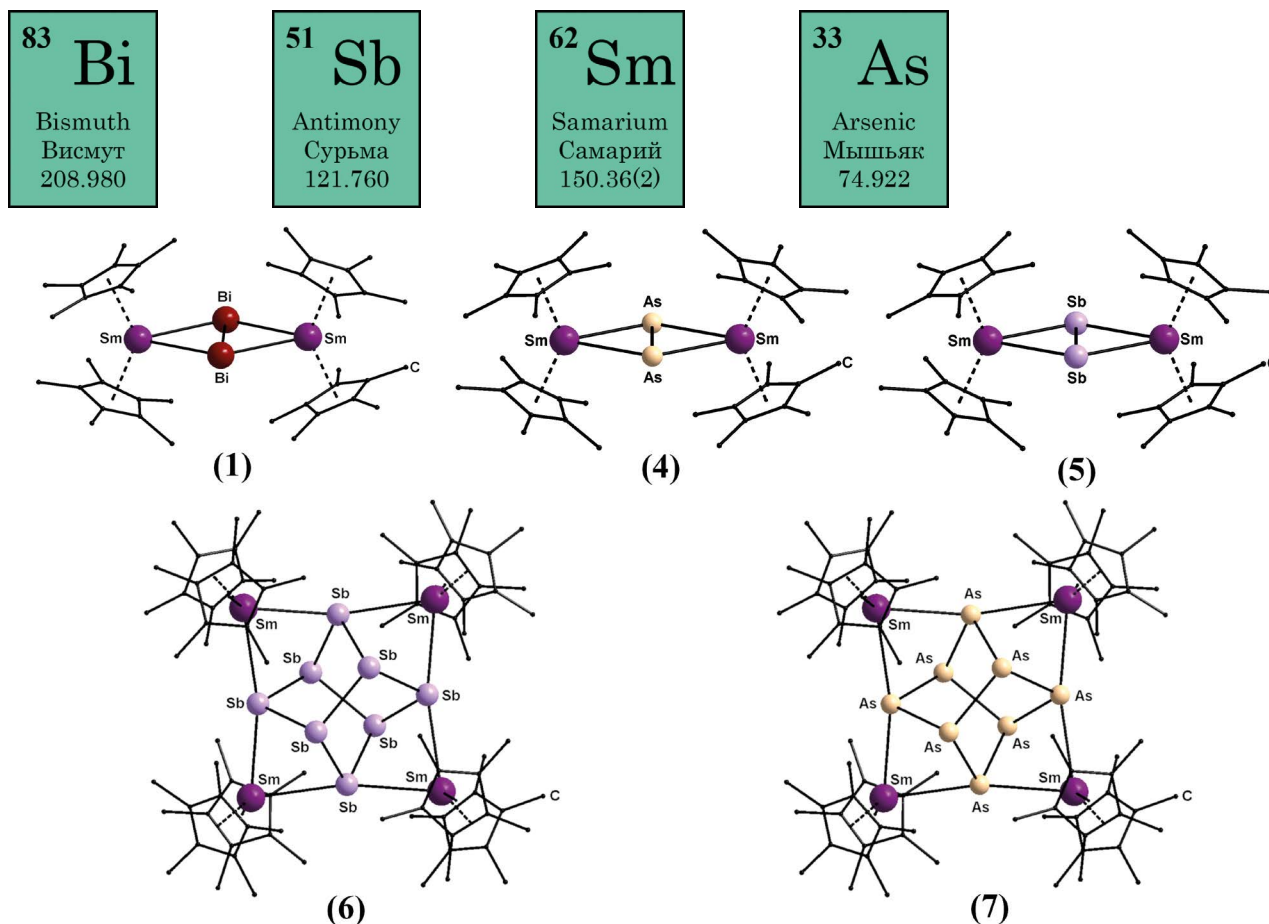 83 Bi
Bismuth
Висмут
208.980
51 Sb
Antimony
Сурьма
121.760
62 Sm
Samarium
Самарий
150.36(2)
33 As
Arsenic
Мышьяк
74.922
Bi
Sm
Sm
Bi
C
(1)
As
Sm
Sm
As
C
(4)
Sb
Sm
Sm
Sb
C
(5)
Sb
Sm
Sm
Sb
Sb
Sb
Sb
Sb
Sb
Sm
Sm
Sb
C
(6)
As
Sm
Sm
As
As
As
As
As
As
Sm
Sm
As
C
(7)